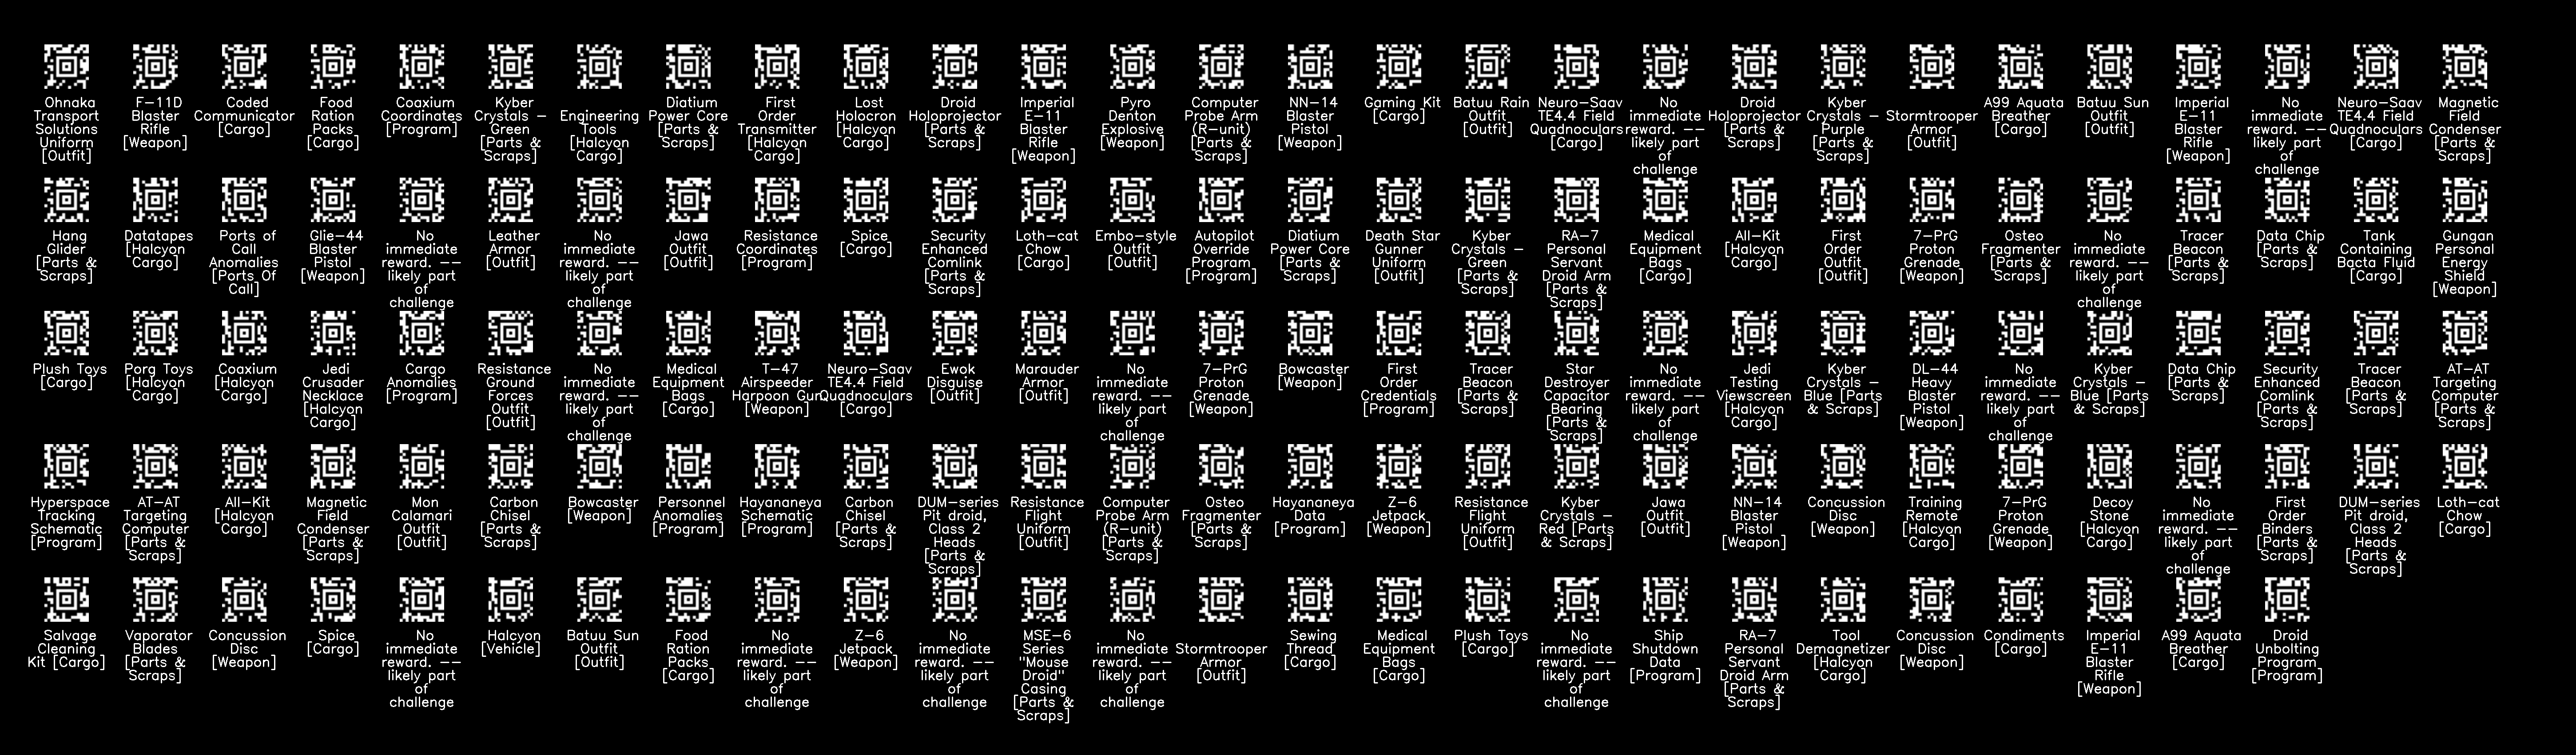 Ohnaka
Transport
Solutions
Uniform
[Outfit]
F-11D
Blaster
Rifle
[Weapon]
Coded
Communicator
[Cargo]
Food
Ration
Packs
[Cargo]
Coaxium
Coordinates
[Program]
Kyber
Crystals -
Green
[Parts &
Scraps]
Engineering
Tools
[Halcyon
Cargo]
Diatium
Power Core
[Parts &
Scraps]
First
Order
Transmitter
[Halcyon
Cargo]
Lost
Holocron
[Halcyon
Cargo]
Droid
Holoprojector
[Parts &
Scraps]
Imperial
E-11
Blaster
Rifle
[Weapon]
Pyro
Denton
Explosive
[Weapon]
Computer
Probe Arm
(R-unit)
[Parts &
Scraps]
NN-14
Blaster
Pistol
[Weapon]
Gaming Kit
[Cargo]
Batuu Rain
Outfit
[Outfit]
Neuro-Saav
TE4.4 Field
Quadnoculars
[Cargo]
No
immediate
reward. --
likely part
of
challenge
Droid
Holoprojector
[Parts &
Scraps]
Kyber
Crystals -
Purple
[Parts &
Scraps]
Stormtrooper
Armor
[Outfit]
A99 Aquata
Breather
[Cargo]
Batuu Sun
Outfit
[Outfit]
Imperial
E-11
Blaster
Rifle
[Weapon]
No
immediate
reward. --
likely part
of
challenge
Neuro-Saav
TE4.4 Field
Quadnoculars
[Cargo]
Magnetic
Field
Condenser
[Parts &
Scraps]
Hang
Glider
[Parts &
Scraps]
Datatapes
[Halcyon
Cargo]
Ports of
Call
Anomalies
[Ports Of
Call]
Glie-44
Blaster
Pistol
[Weapon]
No
immediate
reward. --
likely part
of
challenge
Leather
Armor
[Outfit]
No
immediate
reward. --
likely part
of
challenge
Jawa
Outfit
[Outfit]
Resistance
Coordinates
[Program]
Spice
[Cargo]
Security
Enhanced
Comlink
[Parts &
Scraps]
Loth-cat
Chow
[Cargo]
Embo-style
Outfit
[Outfit]
Autopilot
Override
Program
[Program]
Diatium
Power Core
[Parts &
Scraps]
Death Star
Gunner
Uniform
[Outfit]
Kyber
Crystals -
Green
[Parts &
Scraps]
RA-7
Personal
Servant
Droid Arm
[Parts &
Scraps]
Medical
Equipment
Bags
[Cargo]
All-Kit
[Halcyon
Cargo]
First
Order
Outfit
[Outfit]
7-PrG
Proton
Grenade
[Weapon]
Osteo
Fragmenter
[Parts &
Scraps]
No
immediate
reward. --
likely part
of
challenge
Tracer
Beacon
[Parts &
Scraps]
Data Chip
[Parts &
Scraps]
Tank
Containing
Bacta Fluid
[Cargo]
Gungan
Personal
Energy
Shield
[Weapon]
Plush Toys
[Cargo]
Porg Toys
[Halcyon
Cargo]
Coaxium
[Halcyon
Cargo]
Jedi
Crusader
Necklace
[Halcyon
Cargo]
Cargo
Anomalies
[Program]
Resistance
Ground
Forces
Outfit
[Outfit]
No
immediate
reward. --
likely part
of
challenge
Medical
Equipment
Bags
[Cargo]
T-47
Airspeeder
Harpoon Gun
[Weapon]
Neuro-Saav
TE4.4 Field
Quadnoculars
[Cargo]
Ewok
Disguise
[Outfit]
Marauder
Armor
[Outfit]
No
immediate
reward. --
likely part
of
challenge
7-PrG
Proton
Grenade
[Weapon]
Bowcaster
[Weapon]
First
Order
Credentials
[Program]
Tracer
Beacon
[Parts &
Scraps]
Star
Destroyer
Capacitor
Bearing
[Parts &
Scraps]
No
immediate
reward. --
likely part
of
challenge
Jedi
Testing
Viewscreen
[Halcyon
Cargo]
Kyber
Crystals -
Blue [Parts
& Scraps]
DL-44
Heavy
Blaster
Pistol
[Weapon]
No
immediate
reward. --
likely part
of
challenge
Kyber
Crystals -
Blue [Parts
& Scraps]
Data Chip
[Parts &
Scraps]
Security
Enhanced
Comlink
[Parts &
Scraps]
Tracer
Beacon
[Parts &
Scraps]
AT-AT
Targeting
Computer
[Parts &
Scraps]
Hyperspace
Tracking
Schematic
[Program]
AT-AT
Targeting
Computer
[Parts &
Scraps]
All-Kit
[Halcyon
Cargo]
Magnetic
Field
Condenser
[Parts &
Scraps]
Mon
Calamari
Outfit
[Outfit]
Carbon
Chisel
[Parts &
Scraps]
Bowcaster
[Weapon]
Personnel
Anomalies
[Program]
Hayananeya
Schematic
[Program]
Carbon
Chisel
[Parts &
Scraps]
DUM-series
Pit droid,
Class 2
Heads
[Parts &
Scraps]
Resistance
Flight
Uniform
[Outfit]
Computer
Probe Arm
(R-unit)
[Parts &
Scraps]
Osteo
Fragmenter
[Parts &
Scraps]
Hayananeya
Data
[Program]
Z-6
Jetpack
[Weapon]
Resistance
Flight
Uniform
[Outfit]
Kyber
Crystals -
Red [Parts
& Scraps]
Jawa
Outfit
[Outfit]
NN-14
Blaster
Pistol
[Weapon]
Concussion
Disc
[Weapon]
Training
Remote
[Halcyon
Cargo]
7-PrG
Proton
Grenade
[Weapon]
Decoy
Stone
[Halcyon
Cargo]
No
immediate
reward. --
likely part
of
challenge
First
Order
Binders
[Parts &
Scraps]
DUM-series
Pit droid,
Class 2
Heads
[Parts &
Scraps]
Loth-cat
Chow
[Cargo]
Salvage
Cleaning
Kit [Cargo]
Vaporator
Blades
[Parts &
Scraps]
Concussion
Disc
[Weapon]
Spice
[Cargo]
No
immediate
reward. --
likely part
of
challenge
Halcyon
[Vehicle]
Batuu Sun
Outfit
[Outfit]
Food
Ration
Packs
[Cargo]
No
immediate
reward. --
likely part
of
challenge
Z-6
Jetpack
[Weapon]
No
immediate
reward. --
likely part
of
challenge
MSE-6
Series
"Mouse
Droid"
Casing
[Parts &
Scraps]
No
immediate
reward. --
likely part
of
challenge
Stormtrooper
Armor
[Outfit]
Sewing
Thread
[Cargo]
Medical
Equipment
Bags
[Cargo]
Plush Toys
[Cargo]
No
immediate
reward. --
likely part
of
challenge
Ship
Shutdown
Data
[Program]
RA-7
Personal
Servant
Droid Arm
[Parts &
Scraps]
Tool
Demagnetizer
[Halcyon
Cargo]
Concussion
Disc
[Weapon]
Condiments
[Cargo]
Imperial
E-11
Blaster
Rifle
[Weapon]
A99 Aquata
Breather
[Cargo]
Droid
Unbolting
Program
[Program]